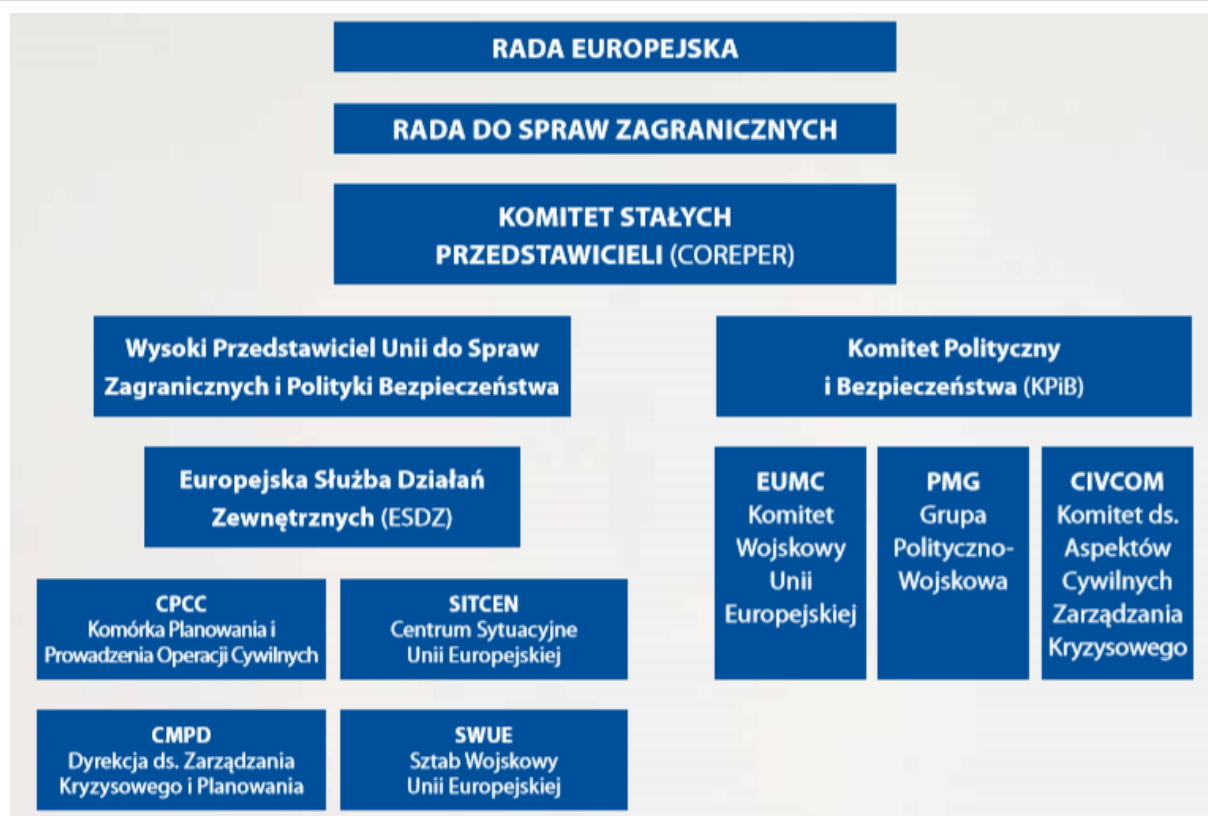 RADA EUROPEJSKA
RADA DO SPRAW ZAGRANICZNYCH
KOMITET STAŁYCH
PRZEDSTAWICIELI (COREPER)
Wysoki Przedstawiciel Unii do Spraw
Zagranicznych i Polityki Bezpieczeństwa
Komitet Polityczny
i Bezpieczeństwa (KPiB)
Europejska Służba Działań
Zewnętrznych (ESDZ)
EUMC
Komitet
Wojskowy
Unii
Europejskiej
PMG
Grupa
Polityczno-
Wojskowa
CIVCOM
Komitet ds.
Aspektów
Cywilnych
Zarządzania
Kryzysowego
CPCC
Komórka Planowania i
Prowadzenia Operacji Cywilnych
SITCEN
Centrum Sytuacyjne
Unii Europejskiej
CMPD
Dyrekcja ds. Zarządzania
Kryzysowego i Planowania
SWUE
Sztab Wojskowy
Unii Europejskiej